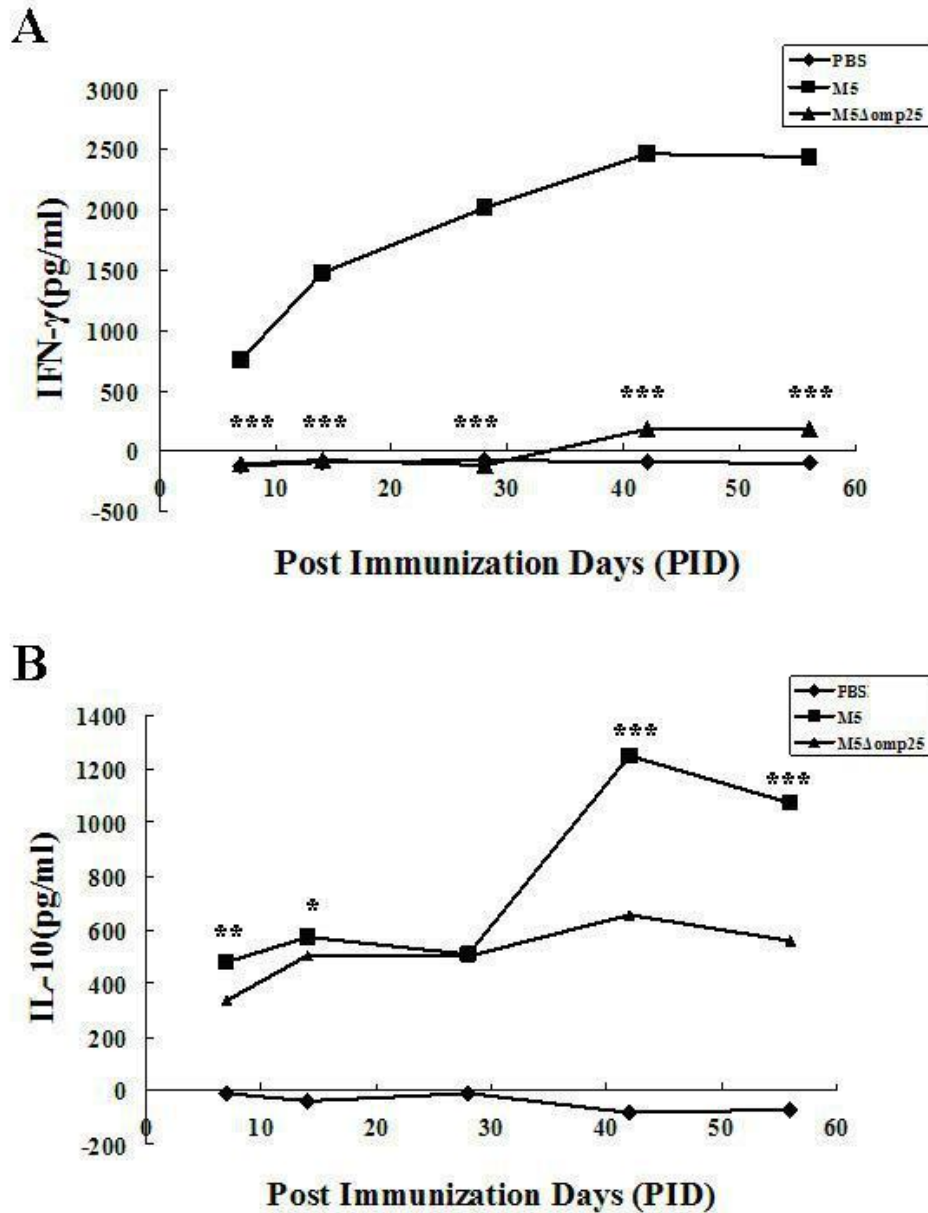 A
PBS
M5
M5Δomp25
3000
2500
2000
1500
1000
500
0
-500
IFN-γ(pg/ml)
*** *** *** *** ***
0 10 20 30 40 50 60
Post Immunization Days (PID)
B
PBS
M5
M5Δomp25
1400
1200
1000
800
600
400
200
0
-200
IL-10(pg/ml)
** * *** ***
0 10 20 30 40 50 60
Post Immunization Days (PID)